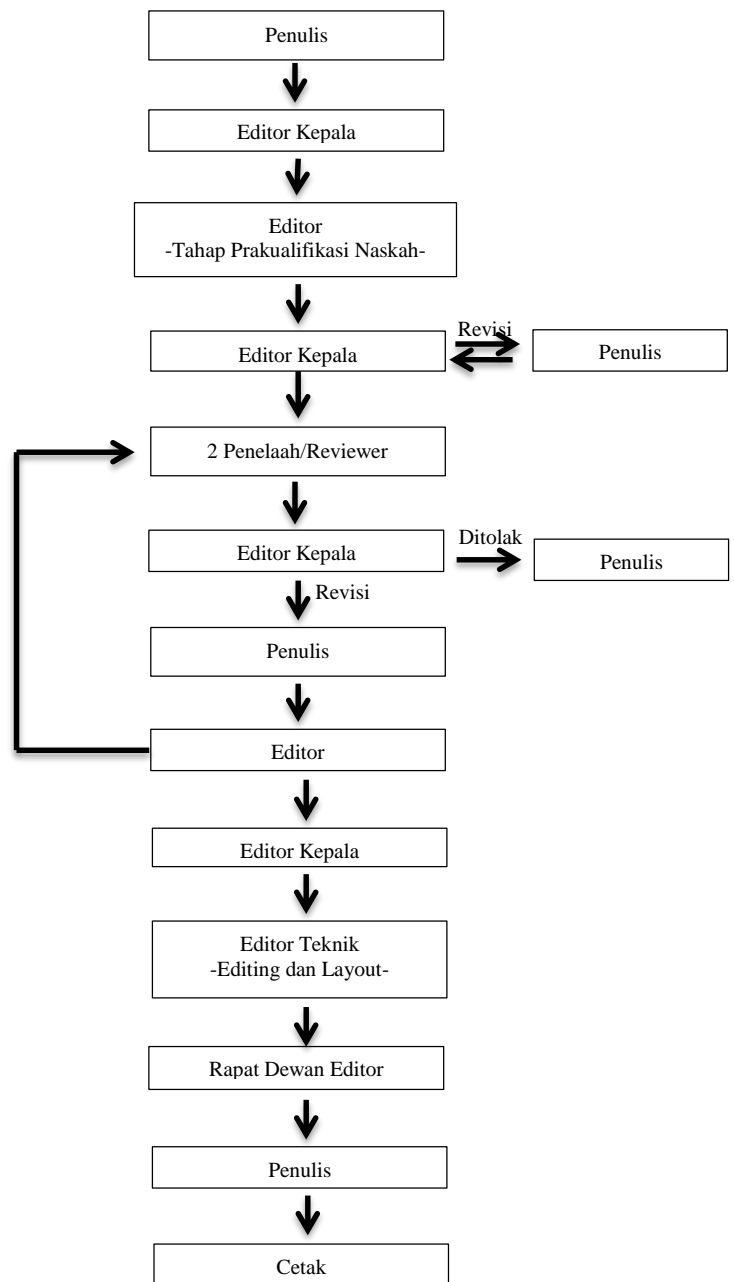 Penulis
Editor Kepala
Editor
-Tahap Prakualifikasi Naskah-
Revisi
Editor Kepala
Penulis
2 Penelaah/Reviewer
Ditolak
Editor Kepala
Penulis
Revisi
Penulis
Editor
Editor Kepala
Editor Teknik
-Editing dan Layout-
Rapat Dewan Editor
Penulis
Cetak